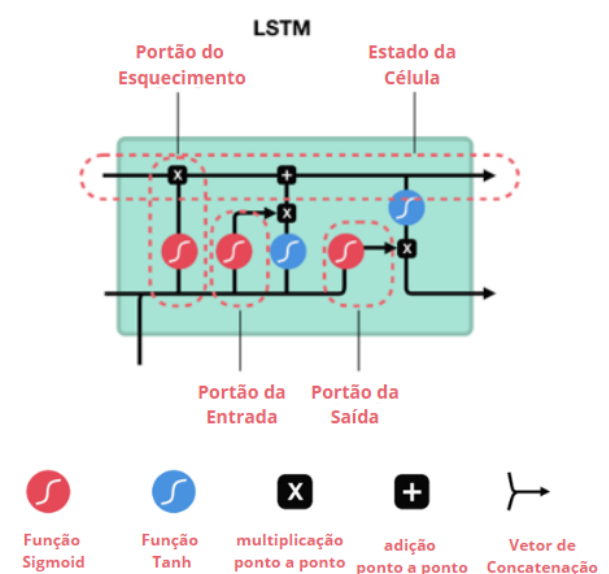 LSTM
Portão do
Esquecimento
Estado da
Célula
X
+
X
X
Portão da
Entrada
Portão da
Saída
X
+
Função
Sigmoid
Função
Tanh
multiplicação
ponto a ponto
adição
ponto a ponto
Vetor de
Concatenação